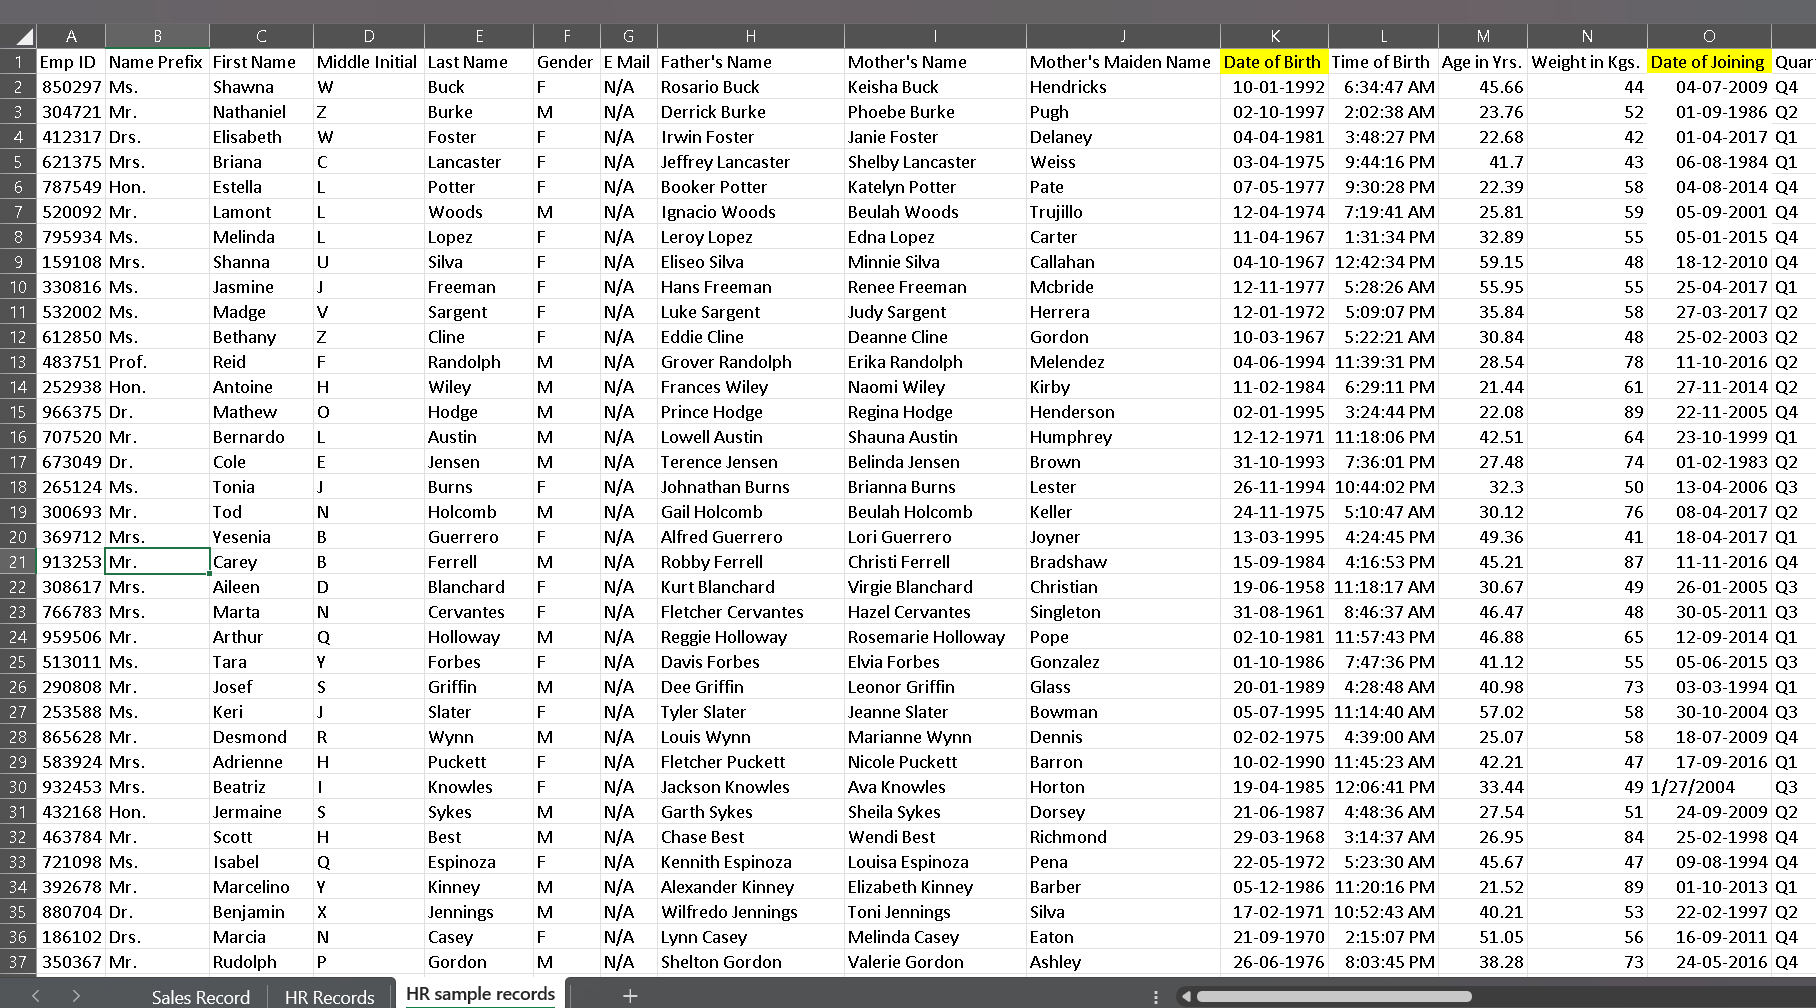 A B C D E F G H I J K L M N O
1 Emp ID Name Prefix First Name Middle Initial Last Name Gender E Mail Father's Name Mother's Name Mother's Maiden Name Date of Birth Time of Birth Age in Yrs. Weight in Kgs. Date of Joining Quar
2 850297 Ms. Shawna W Buck F N/A Rosario Buck Keisha Buck Hendricks 10-01-1992 6:34:47 AM 45.66 44 04-07-2009 Q4
3 304721 Mr. Nathaniel Z Burke M N/A Derrick Burke Phoebe Burke Pugh 02-10-1997 2:02:38 AM 23.76 52 01-09-1986 Q2
4 412317 Drs. Elisabeth W Foster F N/A Irwin Foster Janie Foster Delaney 04-04-1981 3:48:27 PM 22.68 42 01-04-2017 Q1
5 621375 Mrs. Briana C Lancaster F N/A Jeffrey Lancaster Shelby Lancaster Weiss 03-04-1975 9:44:16 PM 41.7 43 06-08-1984 Q1
6 787549 Hon. Estella L Potter F N/A Booker Potter Katelyn Potter Pate 07-05-1977 9:30:28 PM 22.39 58 04-08-2014 Q4
7 520092 Mr. Lamont L Woods M N/A Ignacio Woods Beulah Woods Trujillo 12-04-1974 7:19:41 AM 25.81 59 05-09-2001 Q4
8 795934 Ms. Melinda L Lopez F N/A Leroy Lopez Edna Lopez Carter 11-04-1967 1:31:34 PM 32.89 55 05-01-2015 Q4
9 159108 Mrs. Shanna U Silva F N/A Eliseo Silva Minnie Silva Callahan 04-10-1967 12:42:34 PM 59.15 48 18-12-2010 Q4
10 330816 Ms. Jasmine J Freeman F N/A Hans Freeman Renee Freeman Mcbride 12-11-1977 5:28:26 AM 55.95 55 25-04-2017 Q1
11 532002 Ms. Madge V Sargent F N/A Luke Sargent Judy Sargent Herrera 12-01-1972 5:09:07 PM 35.84 58 27-03-2017 Q2
12 612850 Ms. Bethany Z Cline F N/A Eddie Cline Deanne Cline Gordon 10-03-1967 5:22:21 AM 30.84 48 25-02-2003 Q2
13 483751 Prof. Reid F Randolph M N/A Grover Randolph Erika Randolph Melendez 04-06-1994 11:39:31 PM 28.54 78 11-10-2016 Q2
14 252938 Hon. Antoine H Wiley M N/A Frances Wiley Naomi Wiley Kirby 11-02-1984 6:29:11 PM 21.44 61 27-11-2014 Q2
15 966375 Dr. Mathew O Hodge M N/A Prince Hodge Regina Hodge Henderson 02-01-1995 3:24:44 PM 22.08 89 22-11-2005 Q4
16 707520 Mr. Bernardo L Austin M N/A Lowell Austin Shauna Austin Humphrey 12-12-1971 11:18:06 PM 42.51 64 23-10-1999 Q1
17 673049 Dr. Cole E Jensen M N/A Terence Jensen Belinda Jensen Brown 31-10-1993 7:36:01 PM 27.48 74 01-02-1983 Q2
18 265124 Ms. Tonia J Burns F N/A Johnathan Burns Brianna Burns Lester 26-11-1994 10:44:02 PM 32.3 50 13-04-2006 Q3
19 300693 Mr. Tod N Holcomb M N/A Gail Holcomb Beulah Holcomb Keller 24-11-1975 5:10:47 AM 30.12 76 08-04-2017 Q2
20 369712 Mrs. Yesenia B Guerrero F N/A Alfred Guerrero Lori Guerrero Joyner 13-03-1995 4:24:45 PM 49.36 41 18-04-2017 Q1
21 913253 Mr. Carey B Ferrell M N/A Robby Ferrell Christi Ferrell Bradshaw 15-09-1984 4:16:53 PM 45.21 87 11-11-2016 Q4
22 308617 Mrs. Aileen D Blanchard F N/A Kurt Blanchard Virgie Blanchard Christian 19-06-1958 11:18:17 AM 30.67 49 26-01-2005 Q3
23 766783 Mrs. Marta N Cervantes F N/A Fletcher Cervantes Hazel Cervantes Singleton 31-08-1961 8:46:37 AM 46.47 48 30-05-2011 Q3
24 959506 Mr. Arthur Q Holloway M N/A Reggie Holloway Rosemarie Holloway Pope 02-10-1981 11:57:43 PM 46.88 65 12-09-2014 Q1
25 513011 Ms. Tara Y Forbes F N/A Davis Forbes Elvia Forbes Gonzalez 01-10-1986 7:47:36 PM 41.12 55 05-06-2015 Q3
26 290808 Mr. Josef S Griffin M N/A Dee Griffin Leonor Griffin Glass 20-01-1989 4:28:48 AM 40.98 73 03-03-1994 Q1
27 253588 Ms. Keri J Slater F N/A Tyler Slater Jeanne Slater Bowman 05-07-1995 11:14:40 AM 57.02 58 30-10-2004 Q3
28 865628 Mr. Desmond R Wynn M N/A Louis Wynn Marianne Wynn Dennis 02-02-1975 4:39:00 AM 25.07 58 18-07-2009 Q4
29 583924 Mrs. Adrienne H Puckett F N/A Fletcher Puckett Nicole Puckett Barron 10-02-1990 11:45:23 AM 42.21 47 17-09-2016 Q1
30 932453 Mrs. Beatriz I Knowles F N/A Jackson Knowles Ava Knowles Horton 19-04-1985 12:06:41 PM 33.44 49 1/27/2004 Q3
31 432168 Hon. Jermaine S Sykes M N/A Garth Sykes Sheila Sykes Dorsey 21-06-1987 4:48:36 AM 27.54 51 24-09-2009 Q2
32 463784 Mr. Scott H Best M N/A Chase Best Wendi Best Richmond 29-03-1968 3:14:37 AM 26.95 84 25-02-1998 Q4
33 721098 Ms. Isabel Q Espinoza F N/A Kennith Espinoza Louisa Espinoza Pena 22-05-1972 5:23:30 AM 45.67 47 09-08-1994 Q4
34 392678 Mr. Marcelino Y Kinney M N/A Alexander Kinney Elizabeth Kinney Barber 05-12-1986 11:20:16 PM 21.52 89 01-10-2013 Q1
35 880704 Dr. Benjamin X Jennings M N/A Wilfredo Jennings Toni Jennings Silva 17-02-1971 10:52:43 AM 40.21 53 22-02-1997 Q2
36 186102 Drs. Marcia N Casey F N/A Lynn Casey Melinda Casey Eaton 21-09-1970 2:15:07 PM 51.05 56 16-09-2011 Q4
37 350367 Mr. Rudolph P Gordon M N/A Shelton Gordon Valerie Gordon Ashley 26-06-1976 8:03:45 PM 38.28 73 24-05-2016 Q4
Sales Record HR Records HR sample records